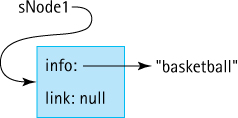 sNode1
info:
"basketball"
link: null